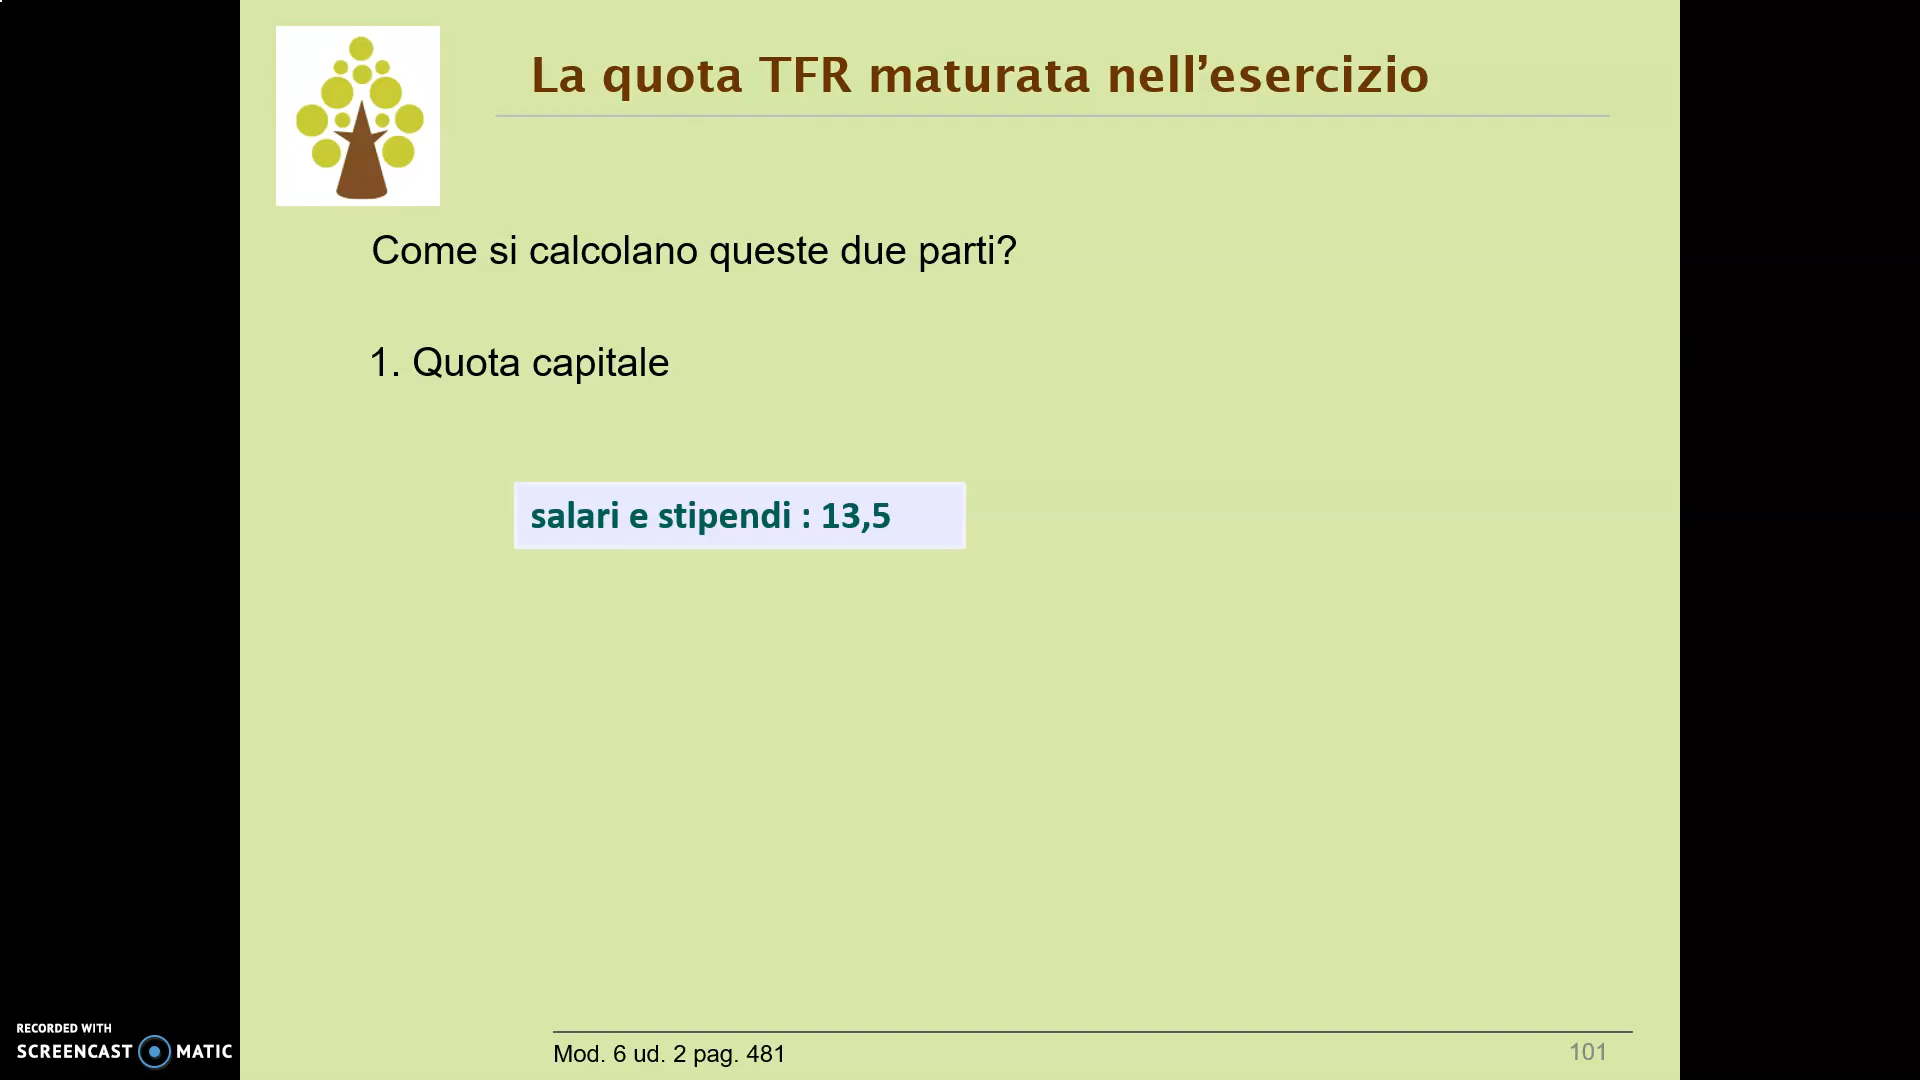 La quota TFR maturata nell’esercizio
Come si calcolano queste due parti?
1. Quota capitale
salari e stipendi : 13,5
Mod. 6 ud. 2 pag. 481
101
RECORDED WITH
SCREENCAST MATIC